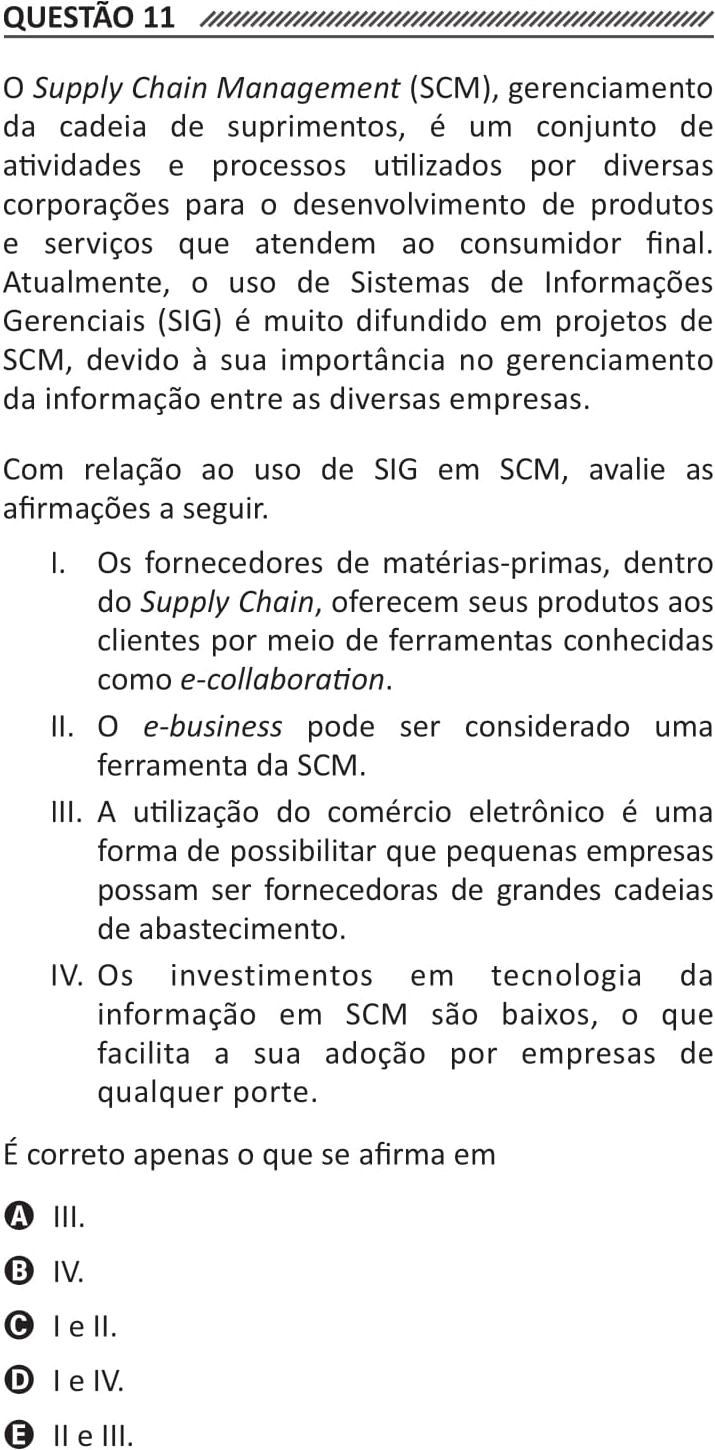 QUESTÃO 11
O Supply Chain Management (SCM), gerenciamento
da cadeia de suprimentos, é um conjunto de
atividades e processos utilizados por diversas
corporações para o desenvolvimento de produtos
e serviços que atendem ao consumidor final.
Atualmente, o uso de Sistemas de Informações
Gerenciais (SIG) é muito difundido em projetos de
SCM, devido à sua importância no gerenciamento
da informação entre as diversas empresas.
Com relação ao uso de SIG em SCM, avalie as
afirmações a seguir.
I. Os fornecedores de matérias-primas, dentro
do Supply Chain, oferecem seus produtos aos
clientes por meio de ferramentas conhecidas
como e-collaboration.
II. O e-business pode ser considerado uma
ferramenta da SCM.
III. A utilização do comércio eletrônico é uma
forma de possibilitar que pequenas empresas
possam ser fornecedoras de grandes cadeias
de abastecimento.
IV. Os investimentos em tecnologia da
informação em SCM são baixos, o que
facilita a sua adoção por empresas de
qualquer porte.
É correto apenas o que se afirma em
A III.
B IV.
C I e II.
D I e IV.
E II e III.